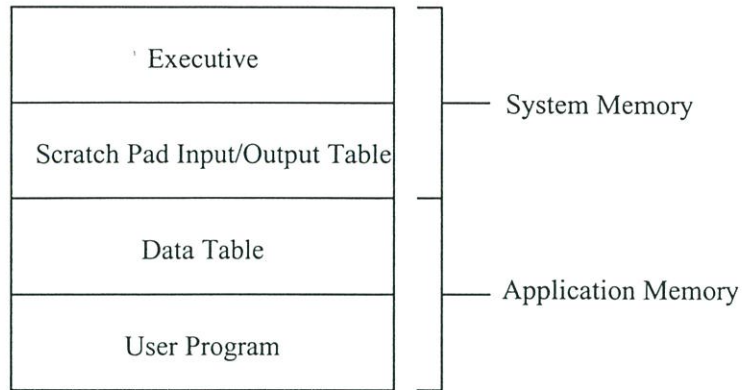 Executive
System Memory
Scratch Pad Input/Output Table
Data Table
Application Memory
User Program